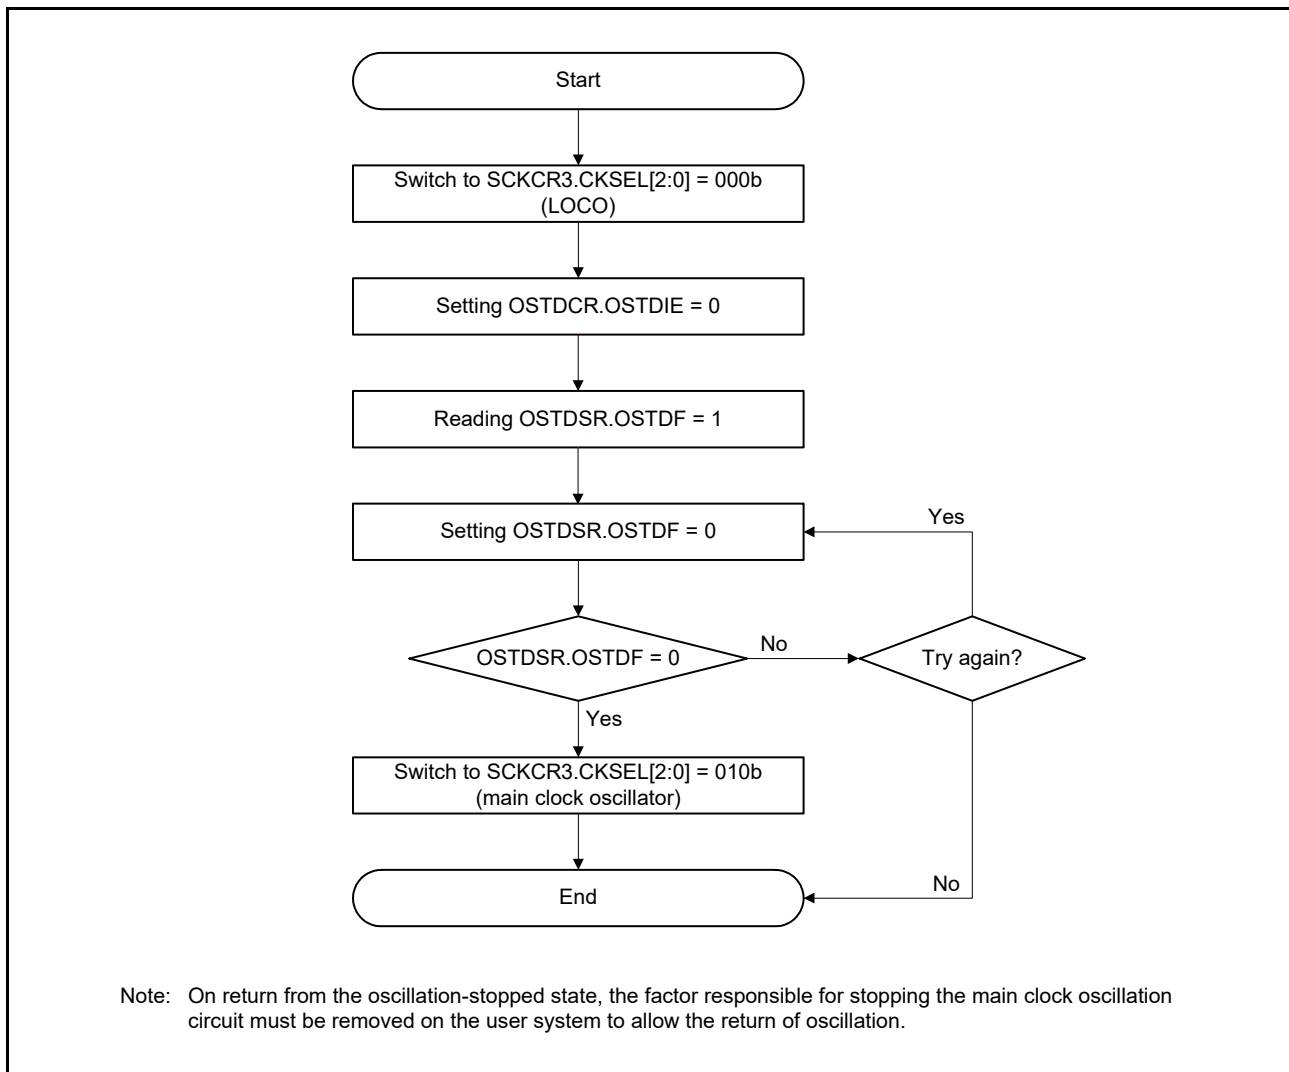 Start
Switch to SCKCR3.CKSEL[2:0] = 000b
(LOCO)
Setting OSTDCR.OSTDIE = 0
Reading OSTDSR.OSTDF = 1
Setting OSTDSR.OSTDF = 0
Yes
OSTDSR.OSTDF = 0
No
Try again?
Yes
Switch to SCKCR3.CKSEL[2:0] = 010b
(main clock oscillator)
No
End
Note: On return from the oscillation-stopped state, the factor responsible for stopping the main clock oscillation
circuit must be removed on the user system to allow the return of oscillation.